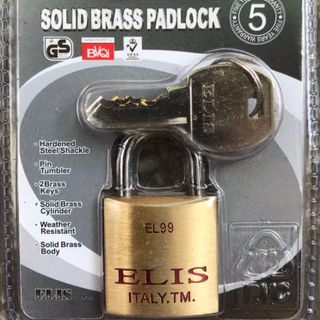 SOLID BRASS PADLOCK
5
GS
BVQi
ELIS
- Hardened
Steel Shackle
- Pin
Tumbler
- 2Brass
Keys
- Solid Brass
Cylinder
- Weather
Resistant
- Solid Brass
Body
EL99
ELIS
ITALY.TM.
ELIS